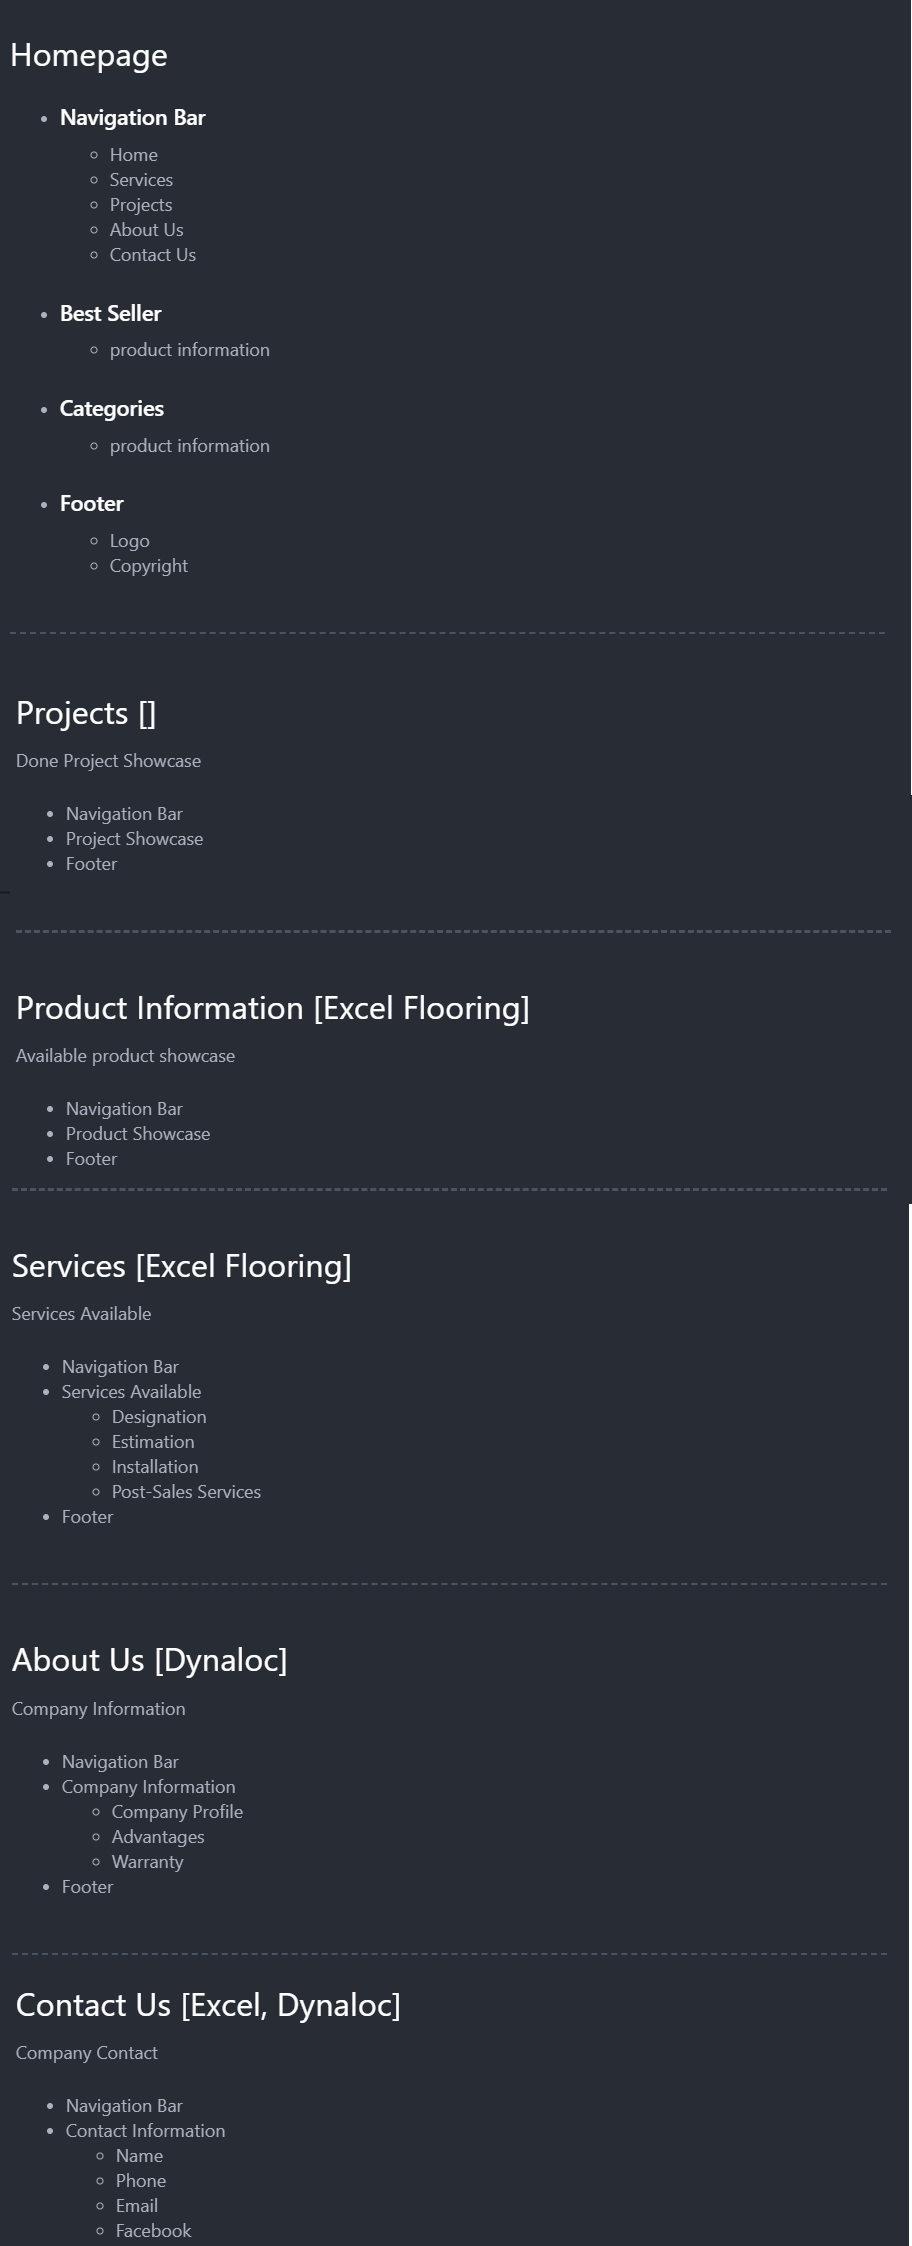 Homepage
Navigation Bar
Home
Services
Projects
About Us
Contact Us
Best Seller
product information
Categories
product information
Footer
Logo
Copyright
Projects []
Done Project Showcase
Navigation Bar
Project Showcase
Footer
Product Information [Excel Flooring]
Available product showcase
Navigation Bar
Product Showcase
Footer
Services [Excel Flooring]
Services Available
Navigation Bar
Services Available
Designation
Estimation
Installation
Post-Sales Services
Footer
About Us [Dynaloc]
Company Information
Navigation Bar
Company Information
Company Profile
Advantages
Warranty
Footer
Contact Us [Excel, Dynaloc]
Company Contact
Navigation Bar
Contact Information
Name
Phone
Email
Facebook